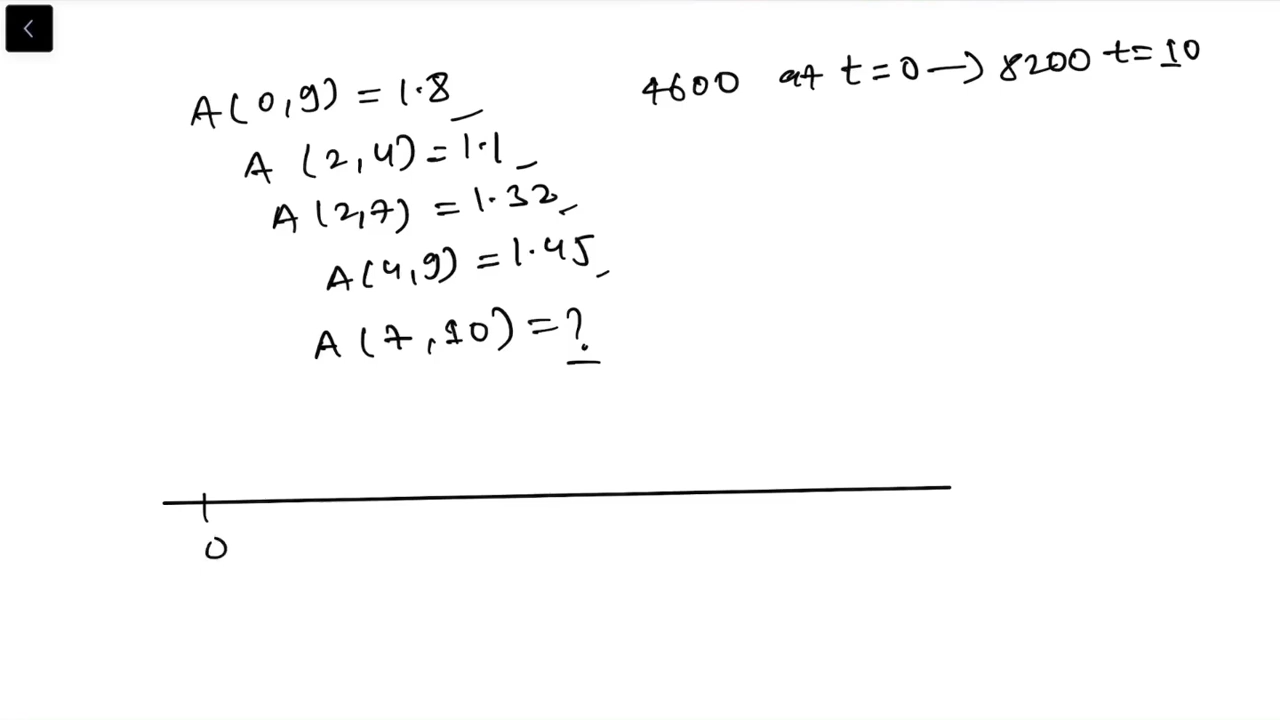 A(0,9) = 1.8
4600 at t=0 → 8200 t=10
A (2,4) = 1.1
A (2,7) = 1.32
A(4,9) = 1.45
A (7,10) = ?
0